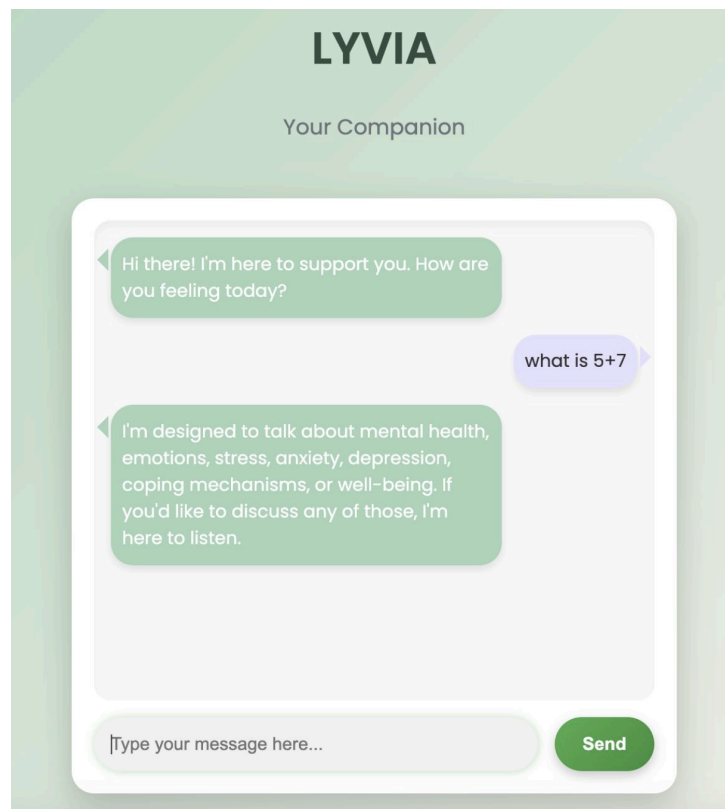 LYVIA
Your Companion
Hi there! I'm here to support you. How are
you feeling today?
what is 5+7
I'm designed to talk about mental health,
emotions, stress, anxiety, depression,
coping mechanisms, or well-being. If
you'd like to discuss any of those, I'm
here to listen.
Type your message here...
Send